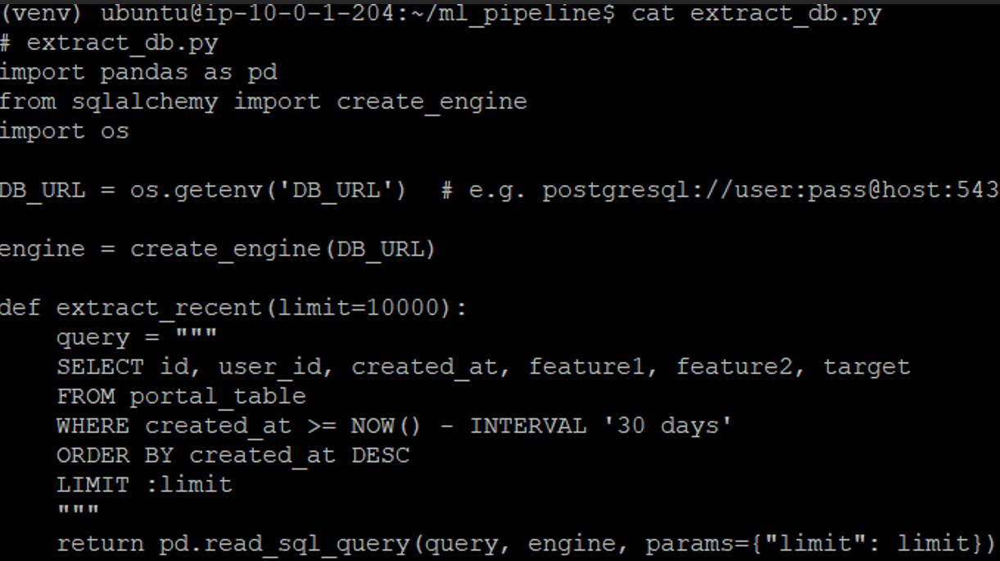 (venv) ubuntu@ip-10-0-1-204:~/ml_pipeline$ cat extract_db.py
# extract_db.py
import pandas as pd
from sqlalchemy import create_engine
import os
DB_URL = os.getenv('DB_URL')  # e.g. postgresql://user:pass@host:543
engine = create_engine(DB_URL)
def extract_recent(limit=10000):
    query = """
    SELECT id, user_id, created_at, feature1, feature2, target
    FROM portal_table
    WHERE created_at >= NOW() - INTERVAL '30 days'
    ORDER BY created_at DESC
    LIMIT :limit
    """
    return pd.read_sql_query(query, engine, params={"limit": limit})